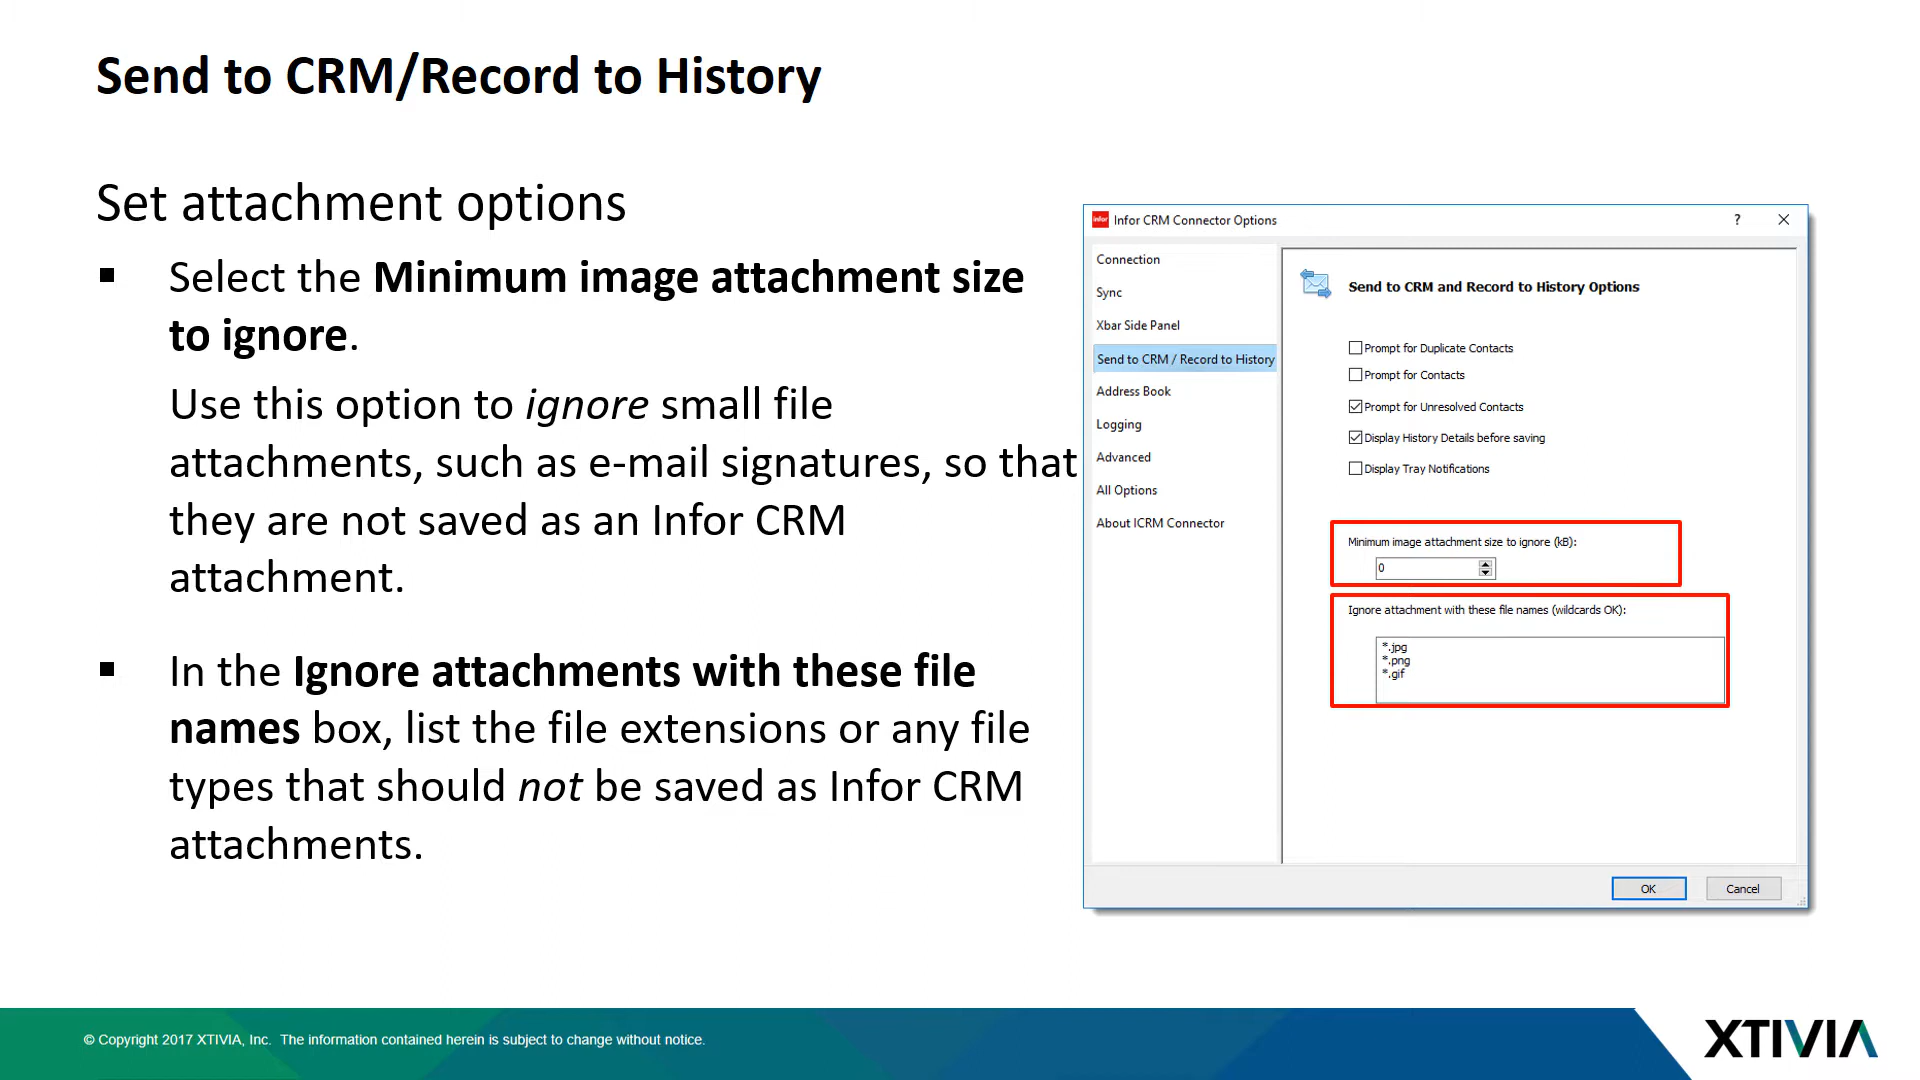 Send to CRM/Record to History
Set attachment options
▪ Select the Minimum image attachment size
to ignore.
Use this option to ignore small file
attachments, such as e-mail signatures, so that
they are not saved as an Infor CRM
attachment.
▪ In the Ignore attachments with these file
names box, list the file extensions or any file
types that should not be saved as Infor CRM
attachments.
infor Infor CRM Connector Options ?
Connection
Sync
Xbar Side Panel
Send to CRM / Record to History
Address Book
Logging
Advanced
All Options
About ICRM Connector
Send to CRM and Record to History Options
Prompt for Duplicate Contacts
Prompt for Contacts
Prompt for Unresolved Contacts
Display History Details before saving
Display Tray Notifications
Minimum image attachment size to ignore (kB):
0
Ignore attachment with these file names (wildcards OK):
*.jpg
*.png
*.gif
OK Cancel
© Copyright 2017 XTIVIA, Inc. The information contained herein is subject to change without notice.
XTIVIA